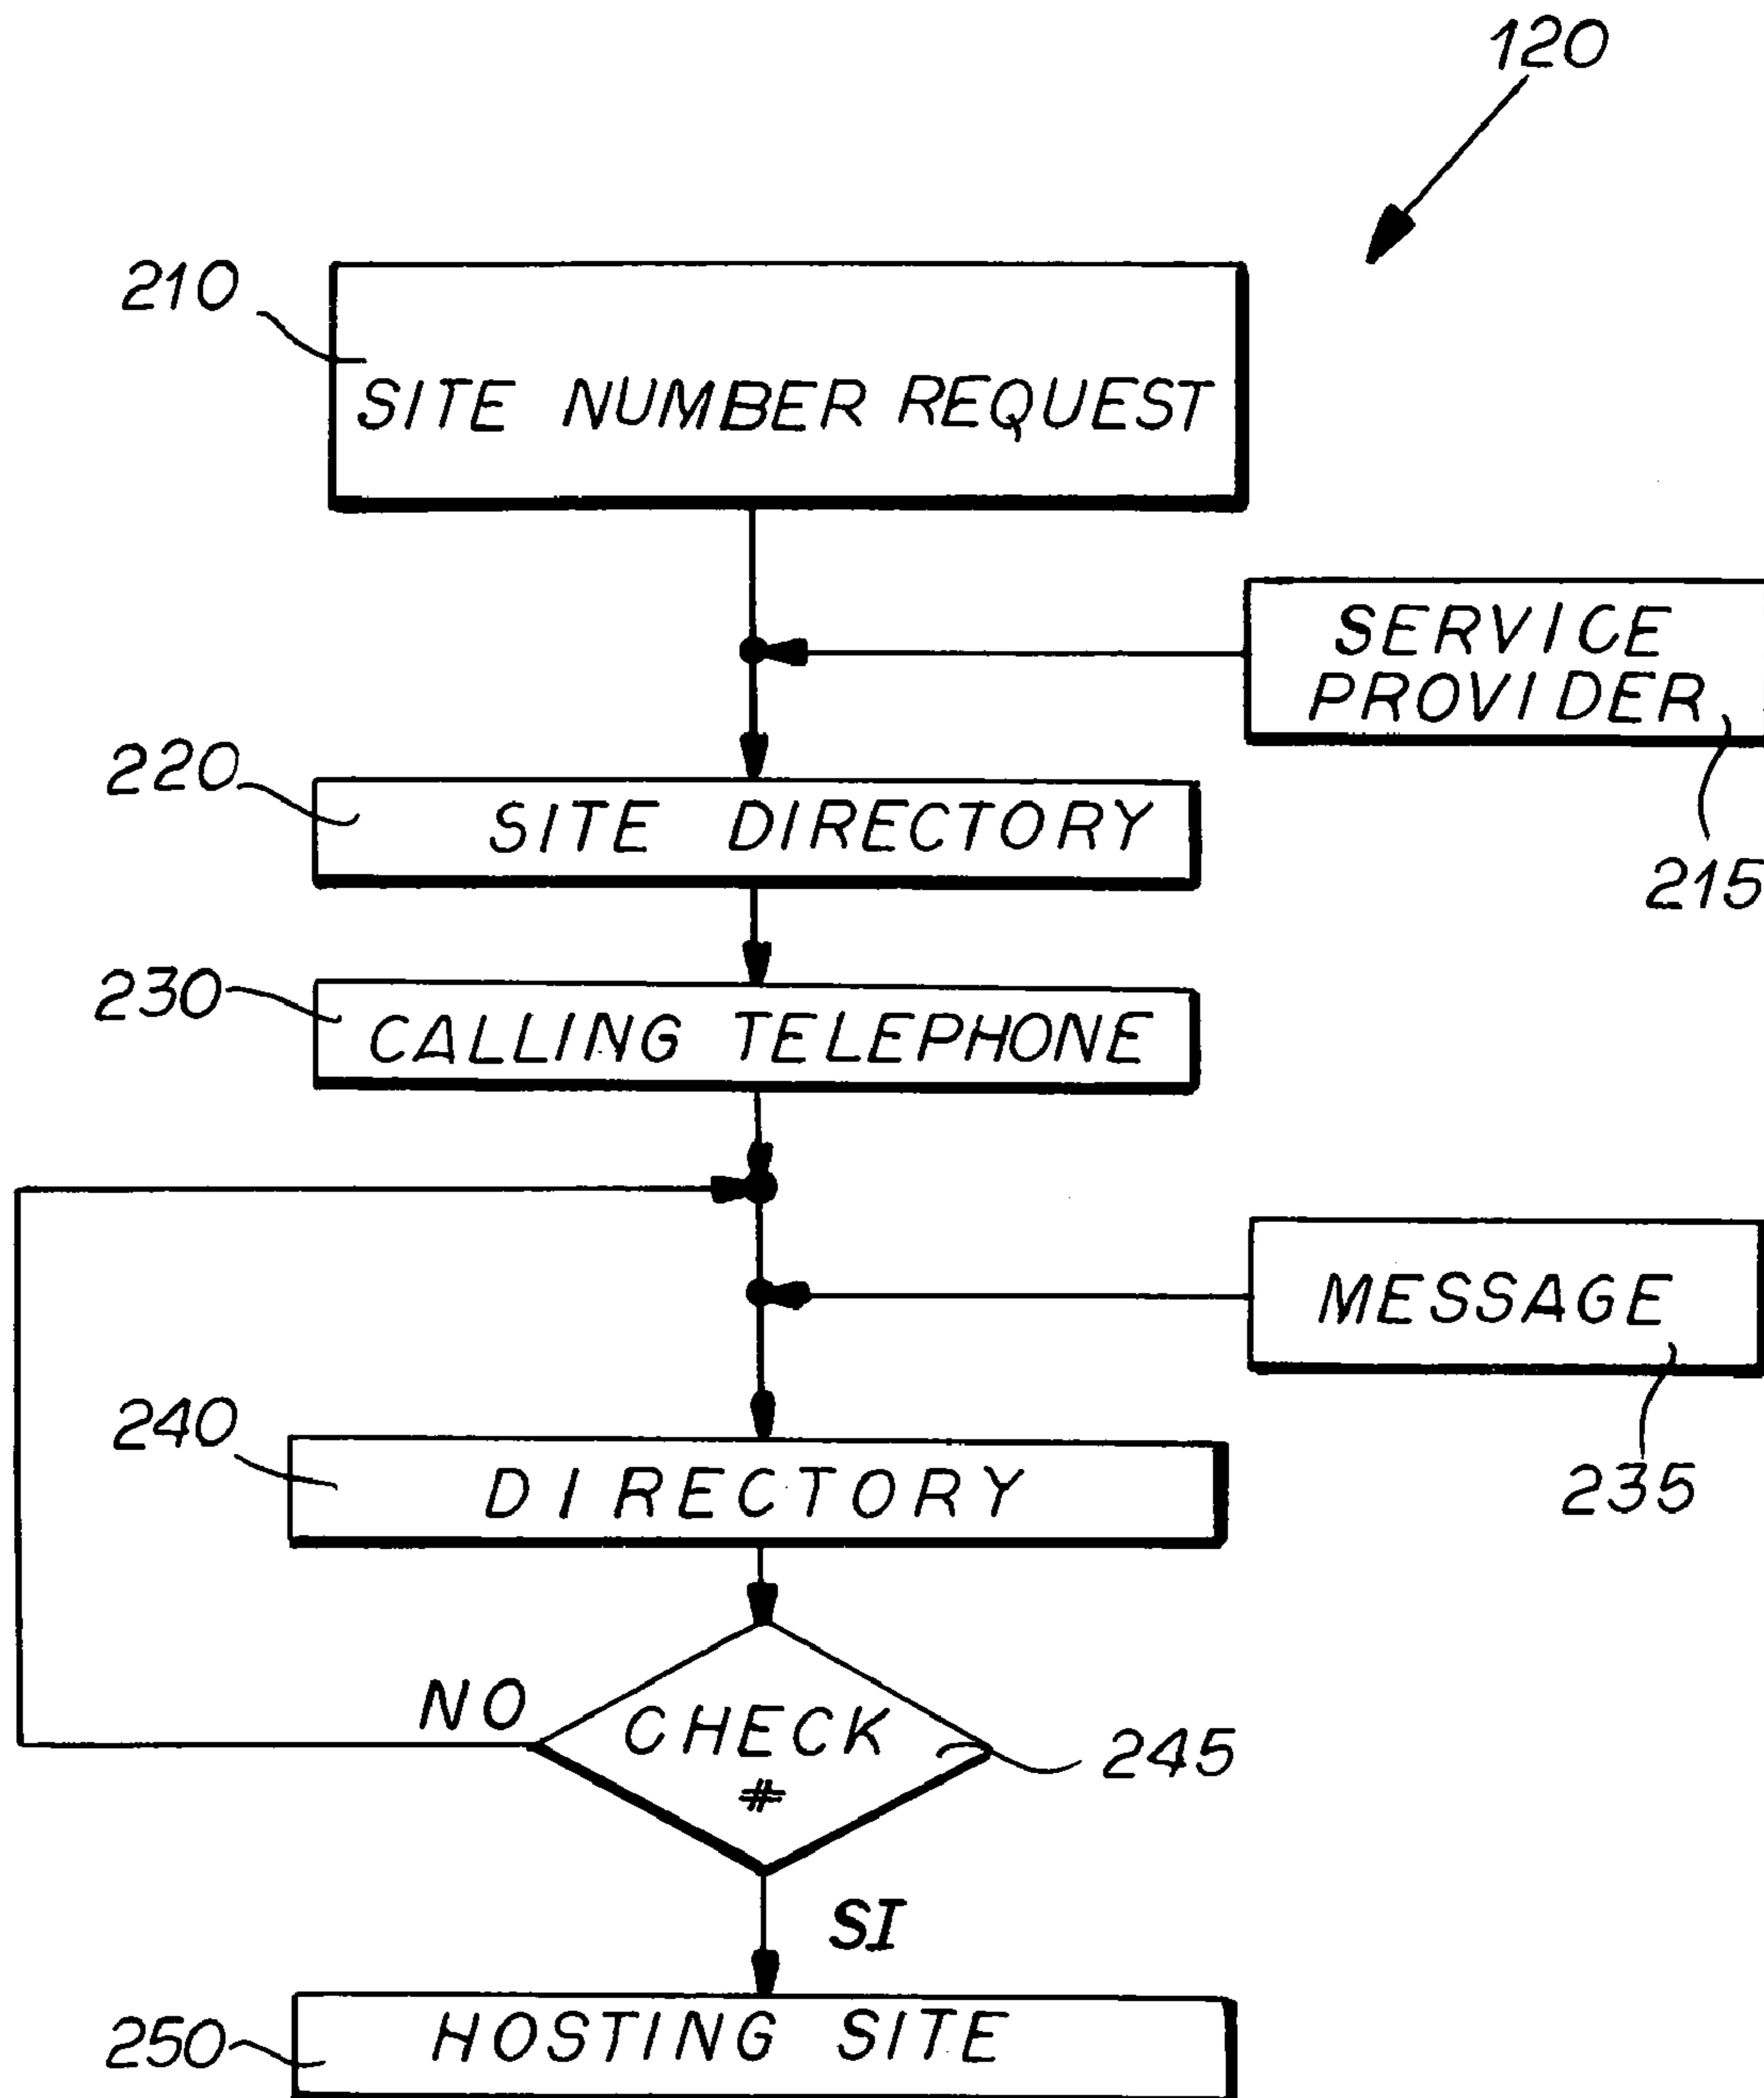 120
210
SITE NUMBER REQUEST
SERVICE
PROVIDER
215
220
SITE DIRECTORY
230
CALLING TELEPHONE
MESSAGE
235
240
DIRECTORY
NO
CHECK
#
245
SI
250
HOSTING SITE